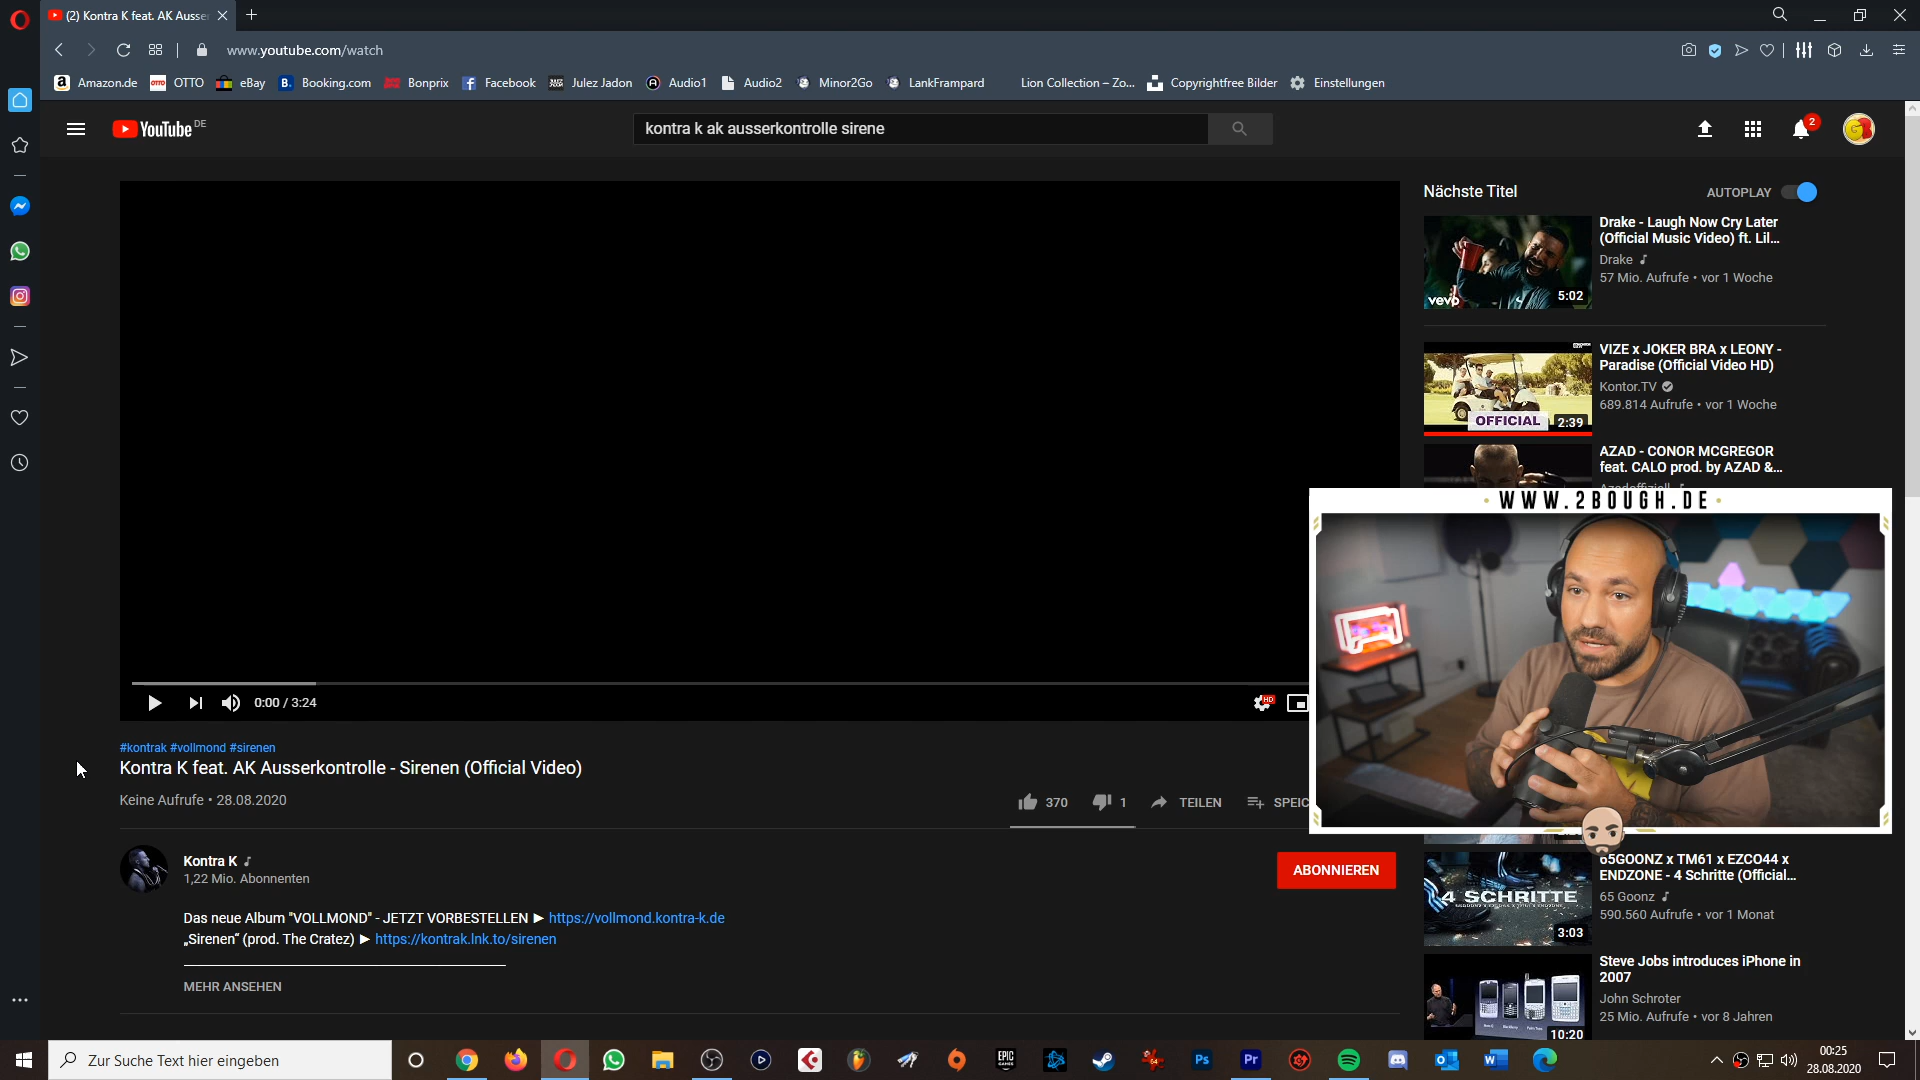 (2) Kontra K feat. AK Ausse
www.youtube.com/watch
Amazon.de
OTTO
eBay
Booking.com
Bonprix
Facebook
Julez Jadon
Audio1
Audio2
Minor2Go
LankFrampard
Lion Collection – Zo...
Copyrightfree Bilder
Einstellungen
YouTube DE
kontra k ak ausserkontrolle sirene
2
Nächste Titel
AUTOPLAY
Drake - Laugh Now Cry Later
(Official Music Video) ft. Lil...
Drake
57 Mio. Aufrufe • vor 1 Woche
vevo
5:02
VIZE x JOKER BRA x LEONY -
Paradise (Official Video HD)
Kontor.TV
689.814 Aufrufe • vor 1 Woche
OFFICIAL
2:39
AZAD - CONOR MCGREGOR
feat. CALO prod. by AZAD &...
WWW.2BOUGH.DE
0:00 / 3:24
HD
#kontrak #vollmond #sirenen
Kontra K feat. AK Ausserkontrolle - Sirenen (Official Video)
Keine Aufrufe • 28.08.2020
370
1
TEILEN
SPEIC
Kontra K
1,22 Mio. Abonnenten
ABONNIEREN
Das neue Album "VOLLMOND" - JETZT VORBESTELLEN ► https://vollmond.kontra-k.de
„Sirenen“ (prod. The Cratez) ► https://kontrak.lnk.to/sirenen
MEHR ANSEHEN
65GOONZ x TM61 x EZCO44 x
ENDZONE - 4 Schritte (Official...
65 Goonz
590.560 Aufrufe • vor 1 Monat
4 SCHRITTE
3:03
Steve Jobs introduces iPhone in
2007
John Schroter
25 Mio. Aufrufe • vor 8 Jahren
10:20
Zur Suche Text hier eingeben
EPIC
GAMES
Ps
Pr
00:25
28.08.2020